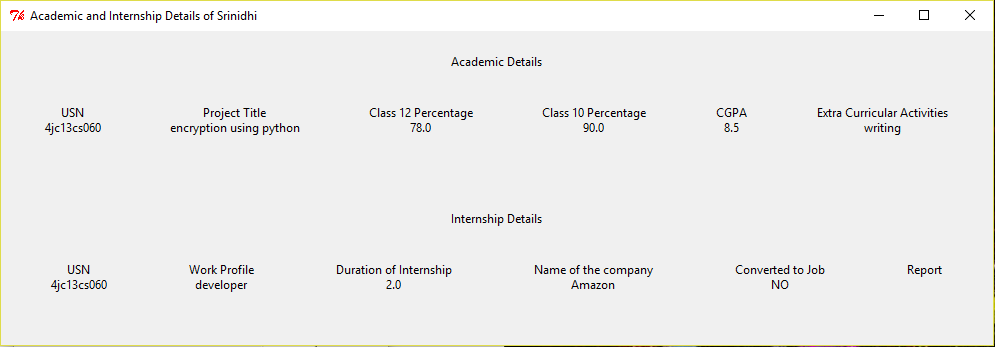 Academic and Internship Details of Srinidhi
Academic Details
USN Project Title Class 12 Percentage Class 10 Percentage CGPA Extra Curricular Activities
4jc13cs060 encryption using python 78.0 90.0 8.5 writing
Internship Details
USN Work Profile Duration of Internship Name of the company Converted to Job Report
4jc13cs060 developer 2.0 Amazon NO